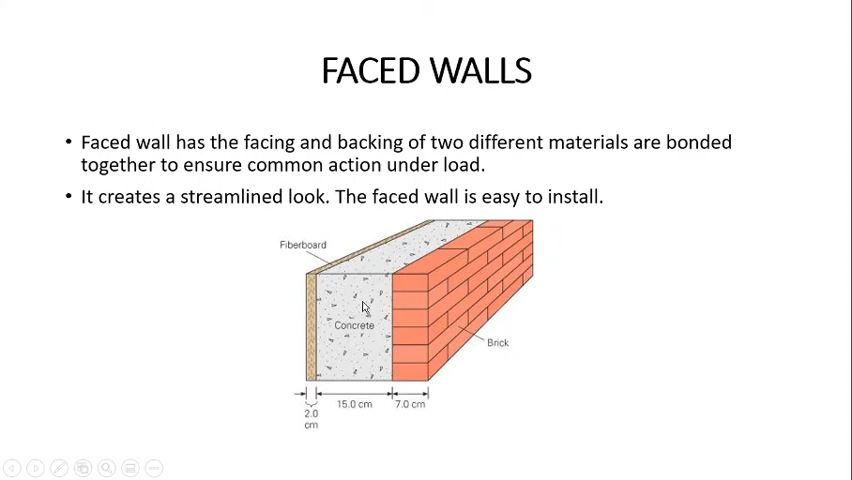 FACED WALLS
• Faced wall has the facing and backing of two different materials are bonded
together to ensure common action under load.
• It creates a streamlined look. The faced wall is easy to install.
Fiberboard
Concrete
Brick
15.0 cm
7.0 cm
2.0
cm